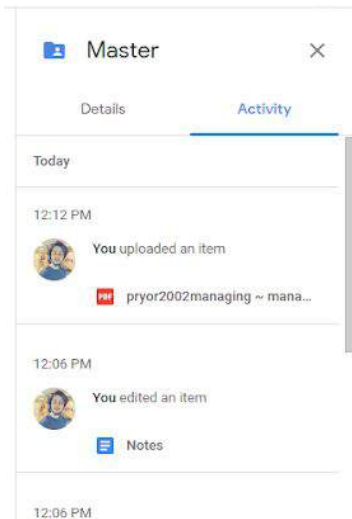 Master
Details Activity
Today
12:12 PM
You uploaded an item
PDF pryor2002managing ~ mana...
12:06 PM
You edited an item
Notes
12:06 PM